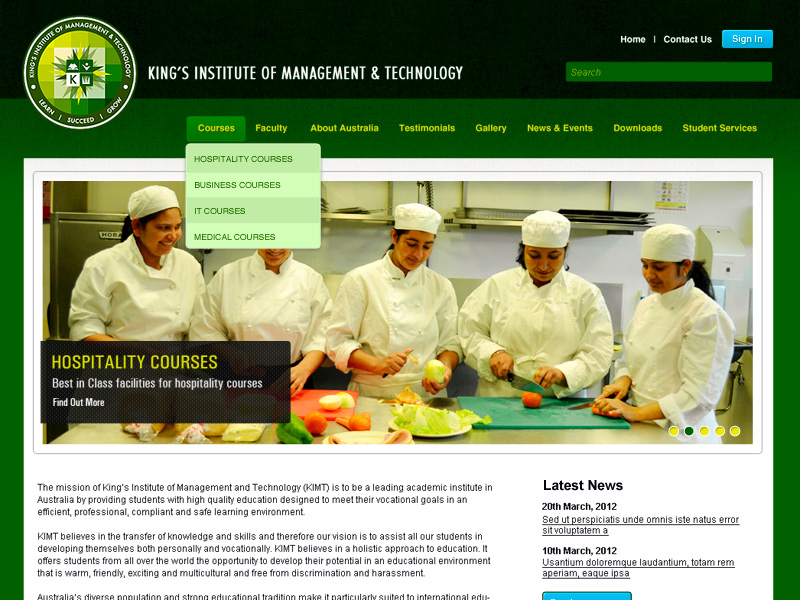 KING'S INSTITUTE OF MANAGEMENT & TECHNOLOGY
LEARN | SUCCEED | GROW
K
KING'S INSTITUTE OF MANAGEMENT & TECHNOLOGY
Home | Contact Us
Sign In
Search
Courses Faculty About Australia Testimonials Gallery News & Events Downloads Student Services
HOSPITALITY COURSES
BUSINESS COURSES
IT COURSES
MEDICAL COURSES
HOSPITALITY COURSES
Best in Class facilities for hospitality courses
Find Out More
The mission of King's Institute of Management and Technology (KIMT) is to be a leading academic institute in
Australia by providing students with high quality education designed to meet their vocational goals in an
efficient, professional, compliant and safe learning environment.
KIMT believes in the transfer of knowledge and skills and therefore our vision is to assist all our students in
developing themselves both personally and vocationally. KIMT believes in a holistic approach to education. It
offers students from all over the world the opportunity to develop their potential in an educational environment
that is warm, friendly, exciting and multicultural and free from discrimination and harassment.
Australia's diverse population and strong educational tradition make it particularly suited to international edu-
Latest News
20th March, 2012
Sed ut perspiciatis unde omnis iste natus error
sit voluptatem a
10th March, 2012
Usantium doloremque laudantium, totam rem
aperiam, eaque ipsa